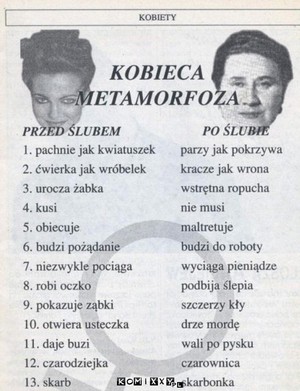 KOBIETY
KOBIECA
METAMORFOZA
PRZED ŚLUBEM PO ŚLUBIE
1. pachnie jak kwiatuszek parzy jak pokrzywa
2. ćwierka jak wróbelek kracze jak wrona
3. urocza żabka wstrętna ropucha
4. kusi nie musi
5. obiecuje maltretuje
6. budzi pożądanie budzi do roboty
7. niezwykle pociąga wyciąga pieniądze
8. robi oczko podbija ślepia
9. pokazuje ząbki szczerzy kły
10. otwiera usteczka drze mordę
11. daje buzi wali po pysku
12. czarodziejka czarownica
13. skarb skarbonka